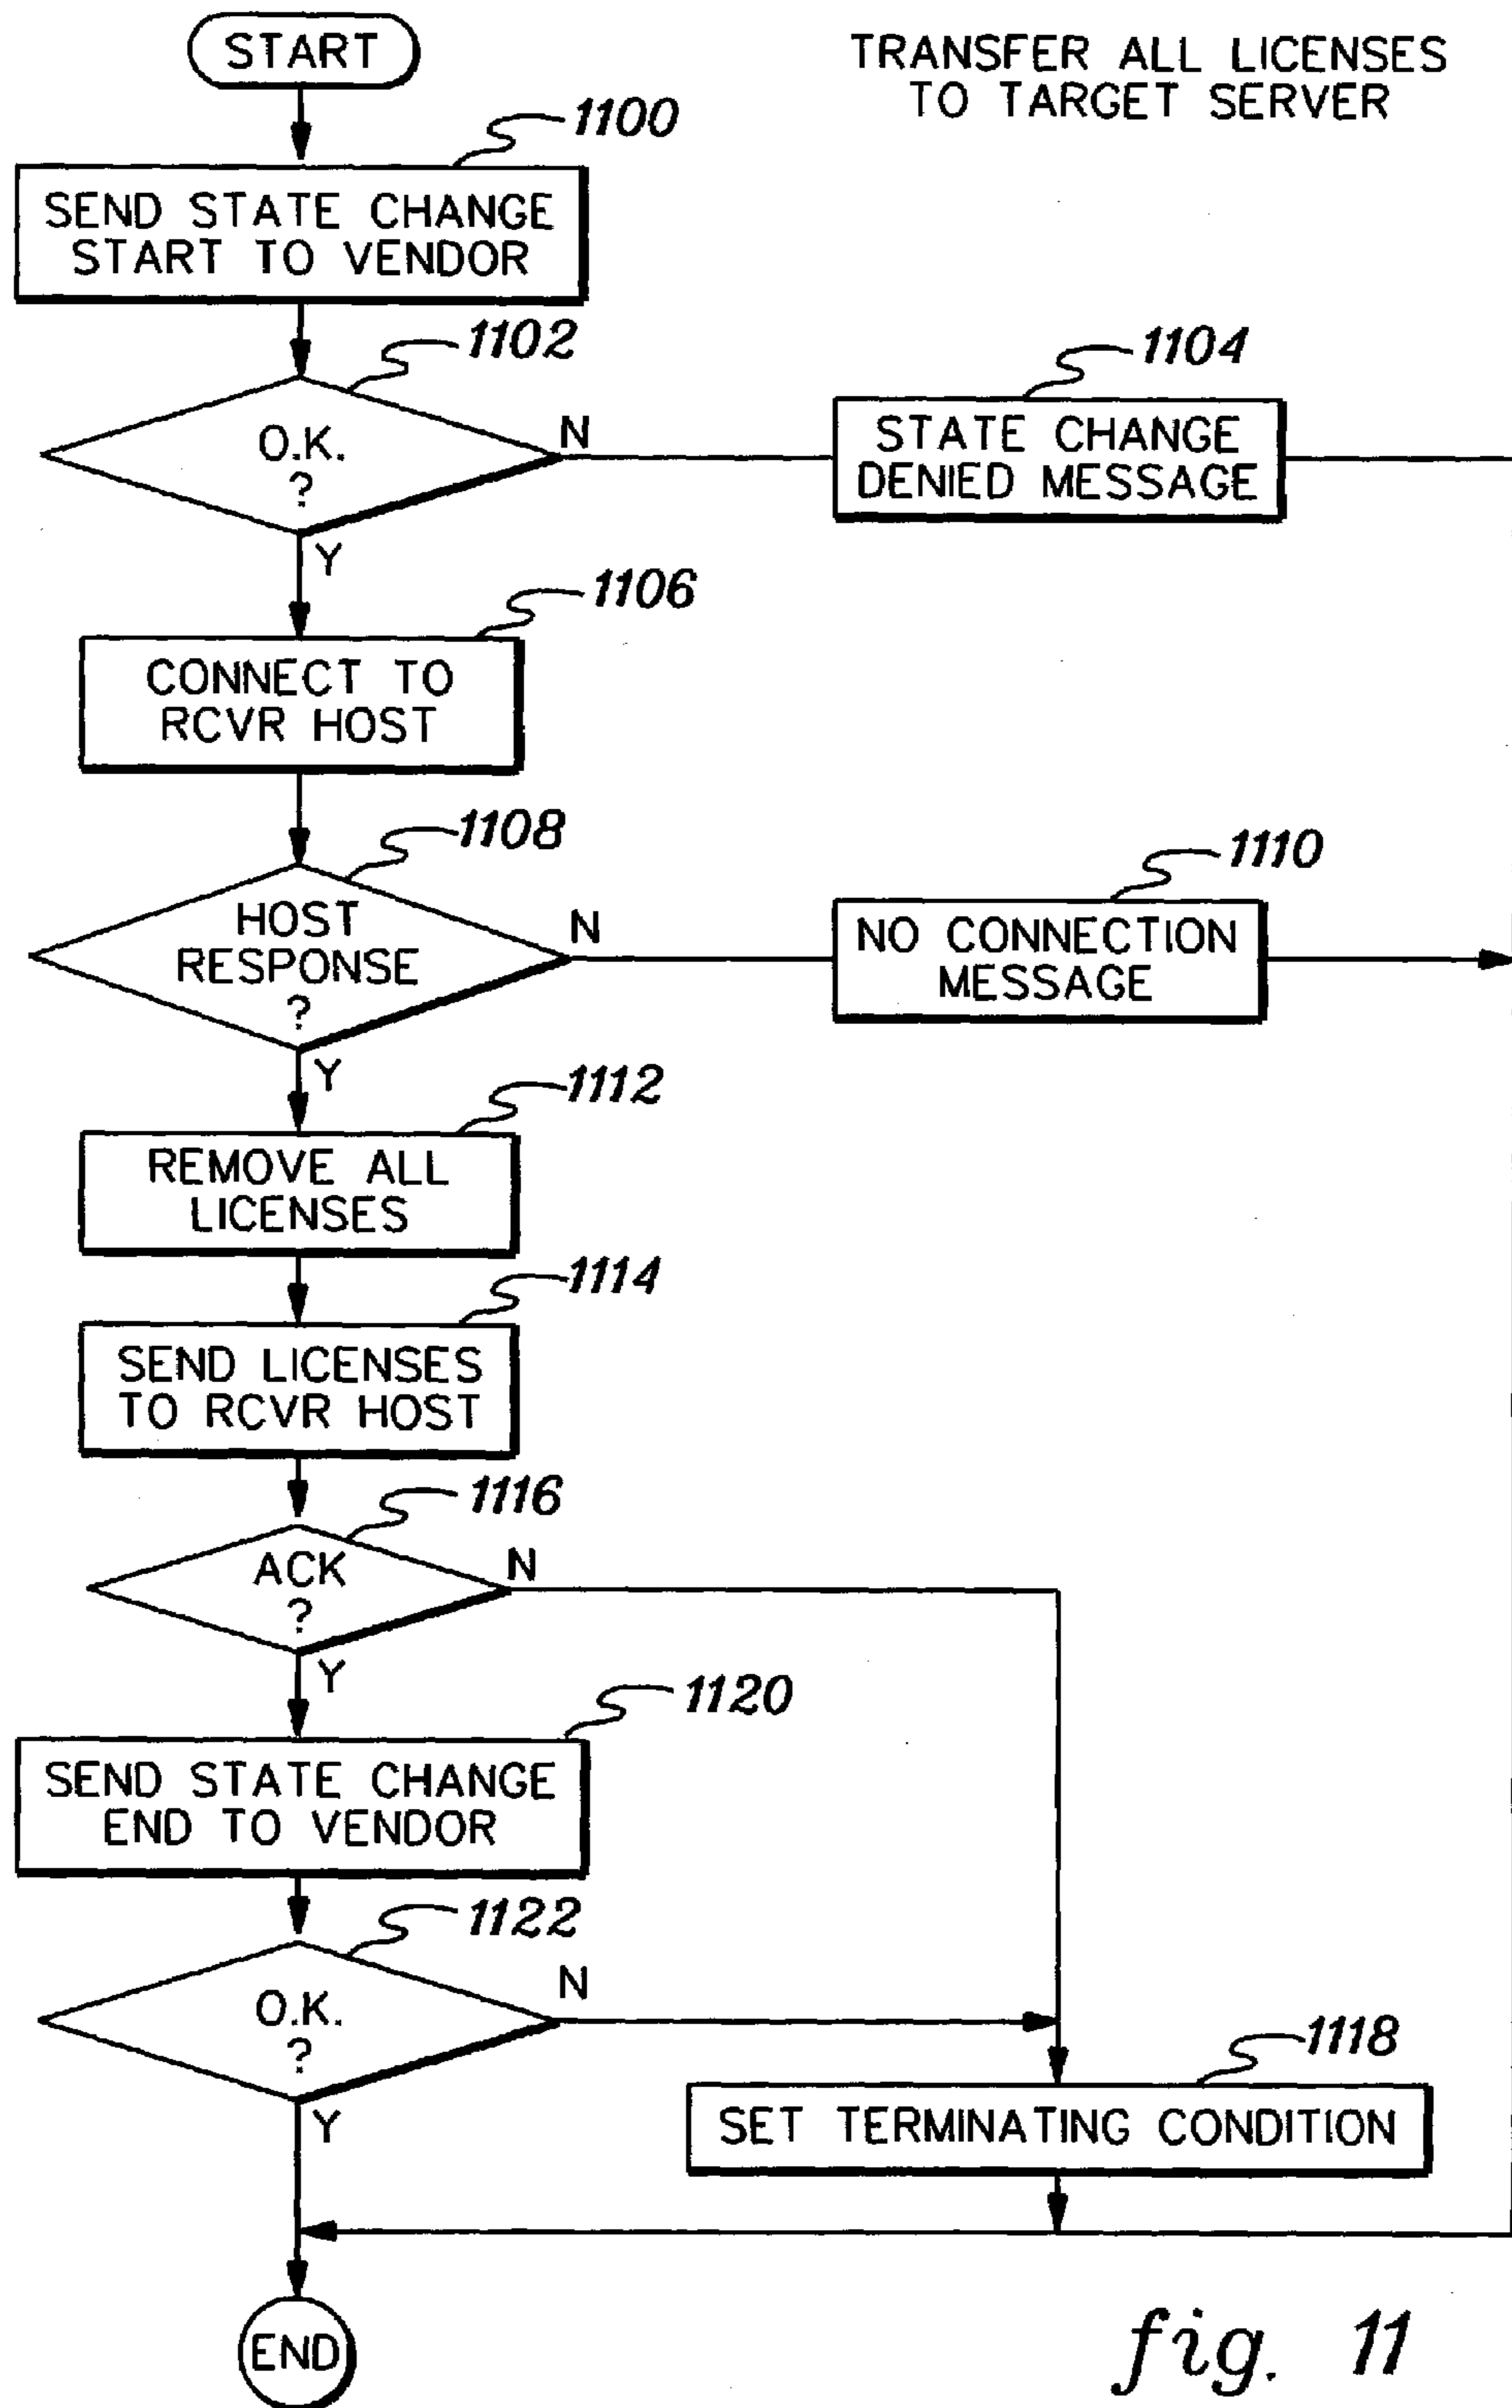 START
TRANSFER ALL LICENSES
TO TARGET SERVER
1100
SEND STATE CHANGE
START TO VENDOR
1102
O.K.
?
N
Y
1104
STATE CHANGE
DENIED MESSAGE
1106
CONNECT TO
RCVR HOST
1108
HOST
RESPONSE
?
N
Y
1110
NO CONNECTION
MESSAGE
1112
REMOVE ALL
LICENSES
1114
SEND LICENSES
TO RCVR HOST
1116
ACK
?
N
Y
1120
SEND STATE CHANGE
END TO VENDOR
1122
O.K.
?
N
Y
1118
SET TERMINATING CONDITION
END
fig. 11